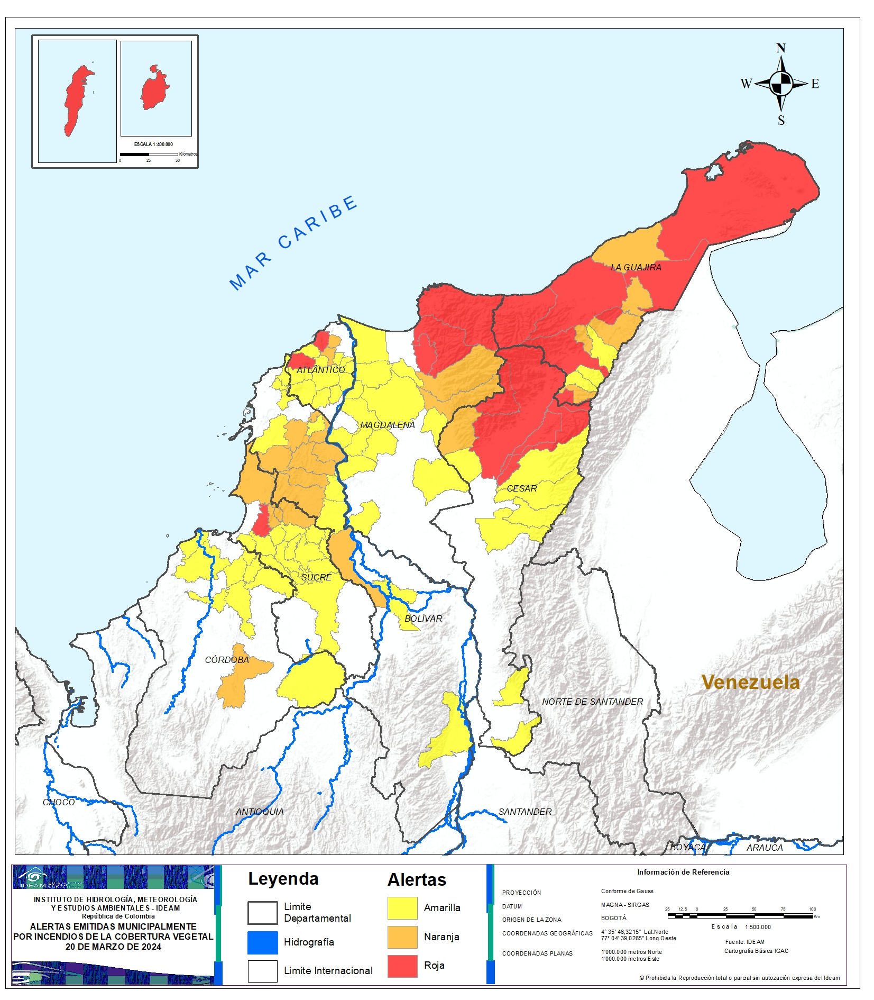 ESCALA 1:400.000
Kilómetros
0 25 50
N
W E
S
MAR CARIBE
LA GUAJIRA
ATLÁNTICO
MAGDALENA
CESAR
SUCRE
BOLÍVAR
CÓRDOBA
Venezuela
NORTE DE SANTANDER
CHOCÓ
ANTIOQUIA
SANTANDER
BOYACÁ
ARAUCA
IDEAM
INSTITUTO DE HIDROLOGÍA, METEOROLOGÍA
Y ESTUDIOS AMBIENTALES - IDEAM
República de Colombia
ALERTAS EMITIDAS MUNICIPALMENTE
POR INCENDIOS DE LA COBERTURA VEGETAL
20 DE MARZO DE 2024
Leyenda
Limite
Departamental
Hidrografía
Limite Internacional
Alertas
Amarilla
Naranja
Roja
Información de Referencia
PROYECCIÓN Conforme de Gauss
DATUM MAGNA - SIRGAS
ORIGEN DE LA ZONA BOGOTÁ
COORDENADAS GEOGRÁFICAS 4° 35' 46,3215" Lat.Norte
77° 04' 39,0285" Long.Oeste
COORDENADAS PLANAS 1'000.000 metros Norte
1'000.000 metros Este
25 12,5 0 25 50 75 100
Km
Escala 1:500.000
Fuente: IDEAM
Cartografía Básica IGAC
© Prohibida la Reproducción total o parcial sin autozación expresa del Ideam